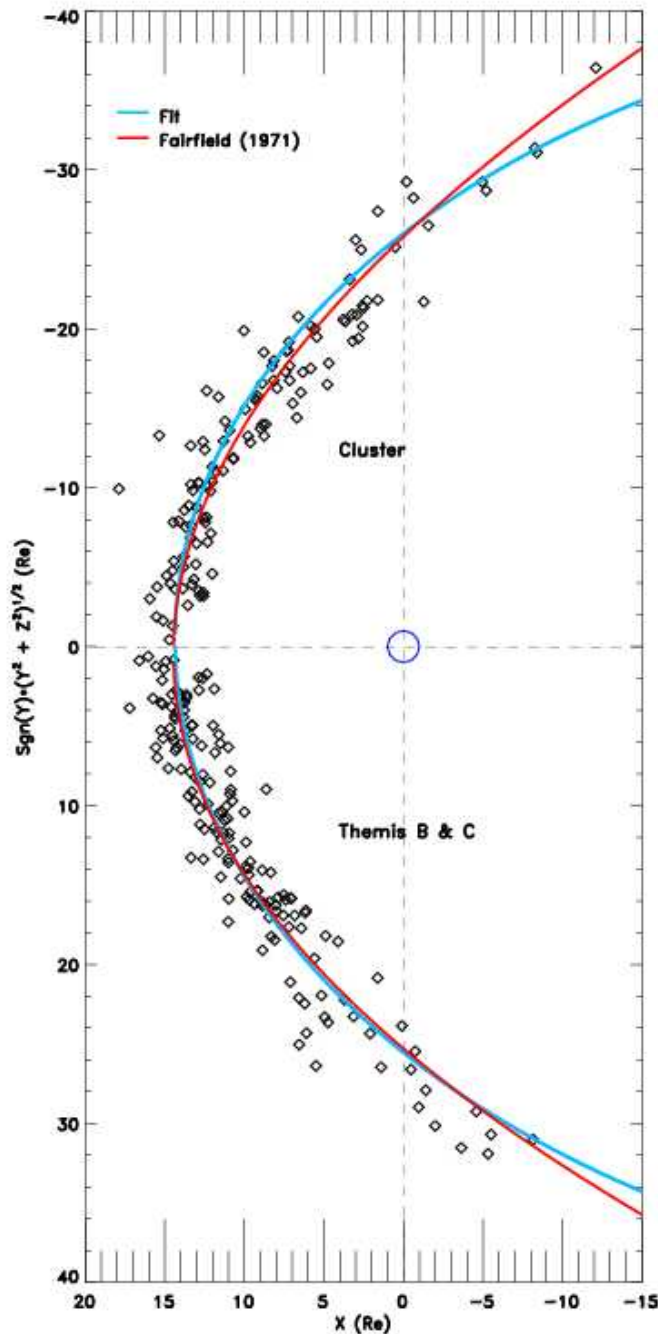 -40
-30
-20
-10
0
10
20
30
40
Fit
Fairfield (1971)
Cluster
Themis B & C
Sgn(Y)*(Y² + Z²)¹/² (Re)
20 15 10 5 0 -5 -10 -15
X (Re)